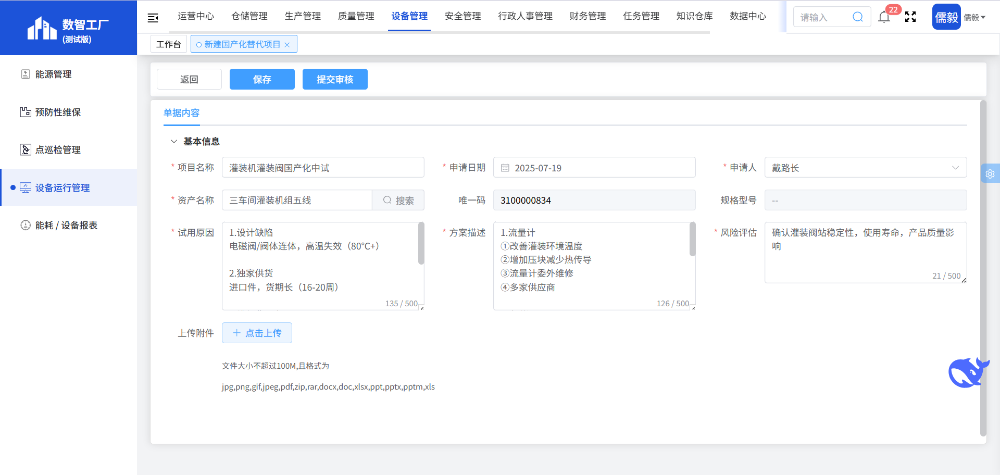 数智工厂
(测试版)
运营中心 仓储管理 生产管理 质量管理 设备管理 安全管理 行政人事管理 财务管理 任务管理 知识仓库 数据中心
请输入
22
儒毅
儒毅
工作台
新建国产化替代项目
能源管理
预防性维保
点巡检管理
设备运行管理
能耗 / 设备报表
返回
保存
提交审核
单据内容
基本信息
* 项目名称 灌装机灌装阀国产化中试
* 申请日期 2025-07-19
* 申请人 戴路长
* 资产名称 三车间灌装机组五线 搜索
唯一码 3100000834
规格型号 --
* 试用原因
1.设计缺陷
电磁阀/阀体连体，高温失效（80℃+）
2.独家供货
进口件，货期长（16-20周）
135 / 500
* 方案描述
1.流量计
①改善灌装环境温度
②增加压块减少热传导
③流量计委外维修
④多家供应商
126 / 500
* 风险评估
确认灌装阀站稳定性，使用寿命，产品质量影
响
21 / 500
上传附件
点击上传
文件大小不超过100M,且格式为
jpg,png,gif,jpeg,pdf,zip,rar,docx,doc,xlsx,ppt,pptx,pptm,xls